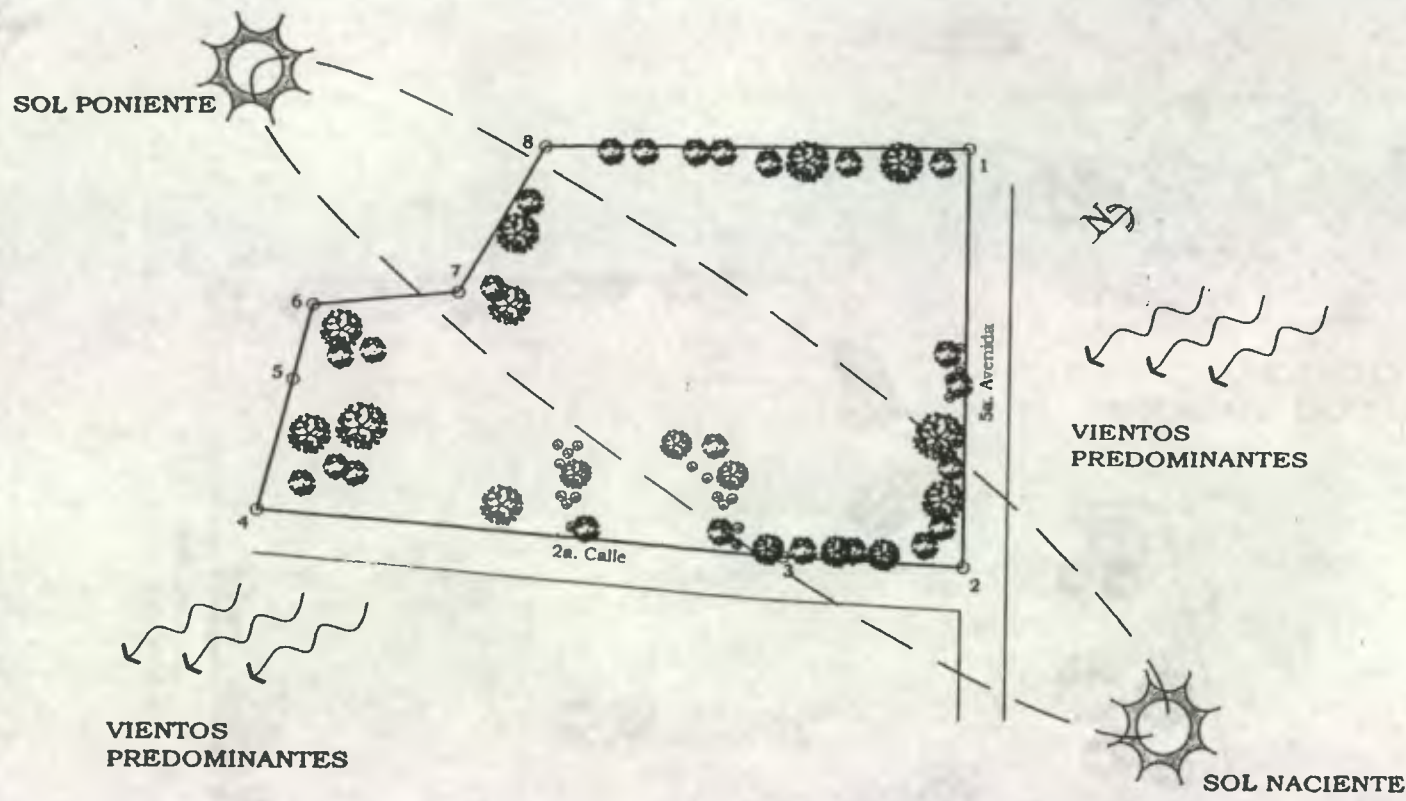 SOL PONIENTE
8
1
N
7
6
5
5a. Avenida
VIENTOS
PREDOMINANTES
4
2a. Calle
3
2
VIENTOS
PREDOMINANTES
SOL NACIENTE